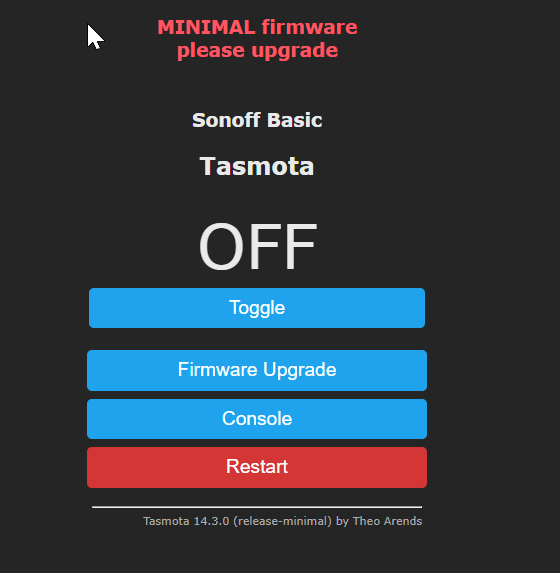 MINIMAL firmware
please upgrade
Sonoff Basic
Tasmota
OFF
Toggle
Firmware Upgrade
Console
Restart
Tasmota 14.3.0 (release-minimal) by Theo Arends